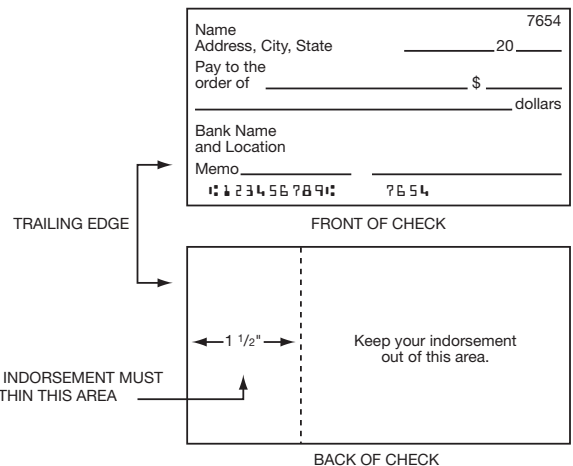 7654
Name
Address, City, State 20
Pay to the
order of $
dollars
Bank Name
and Location
Memo
⑆123456789⑆ 7654
FRONT OF CHECK
TRAILING EDGE
1 1/2"
Keep your indorsement
out of this area.
INDORSEMENT MUST
THIN THIS AREA
BACK OF CHECK